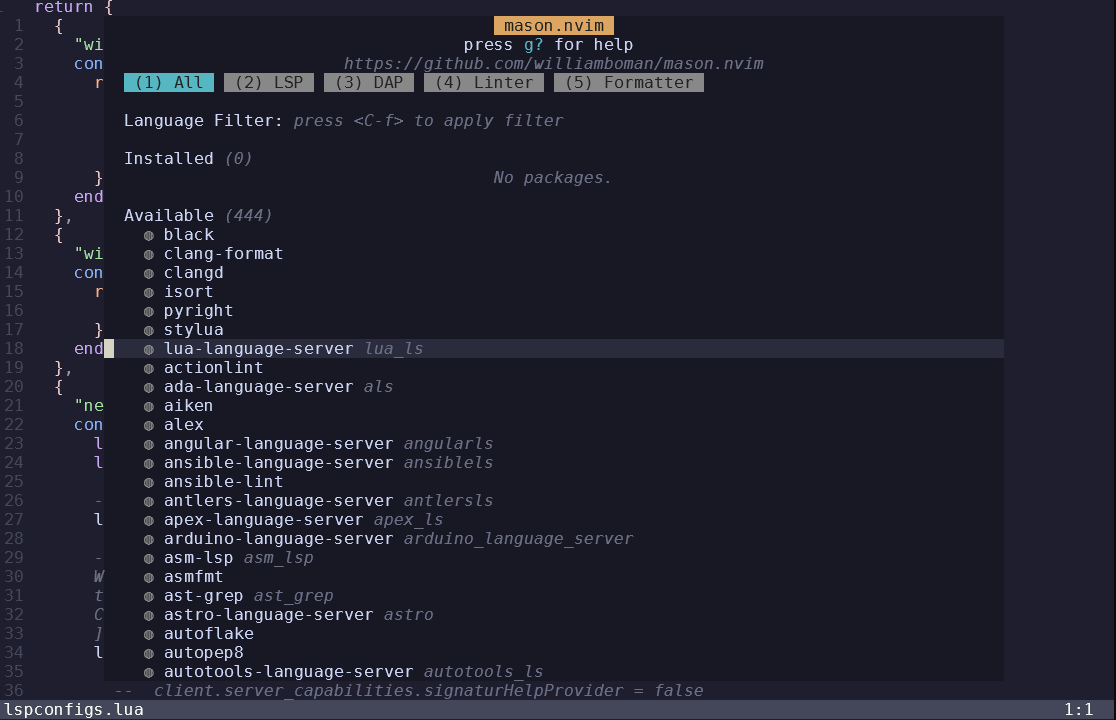 return {
mason.nvim
1 {
2 "wi press g? for help
3 con https://github.com/williamboman/mason.nvim
4 r (1) All (2) LSP (3) DAP (4) Linter (5) Formatter
5
6 Language Filter: press <C-f> to apply filter
7
8 Installed (0)
9 } No packages.
10 end
11 }, Available (444)
12 { ◍ black
13 "wi ◍ clang-format
14 con ◍ clangd
15 r ◍ isort
16 ◍ pyright
17 } ◍ stylua
18 end ◍ lua-language-server lua_ls
19 }, ◍ actionlint
20 { ◍ ada-language-server als
21 "ne ◍ aiken
22 con ◍ alex
23 l ◍ angular-language-server angularls
24 l ◍ ansible-language-server ansiblels
25 ◍ ansible-lint
26 - ◍ antlers-language-server antlersls
27 l ◍ apex-language-server apex_ls
28 ◍ arduino-language-server arduino_language_server
29 - ◍ asm-lsp asm_lsp
30 W ◍ asmfmt
31 t ◍ ast-grep ast_grep
32 C ◍ astro-language-server astro
33 ] ◍ autoflake
34 l ◍ autopep8
35 ◍ autotools-language-server autotools_ls
36 -- client.server_capabilities.signaturHelpProvider = false
lspconfigs.lua 1:1